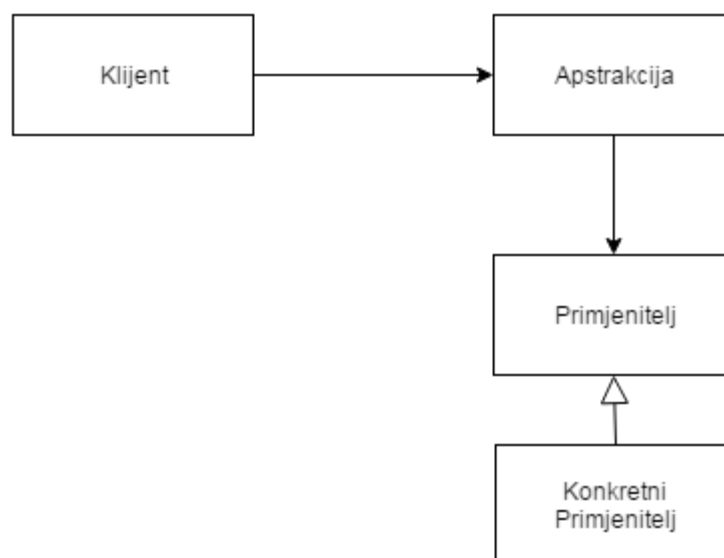 Klijent
Apstrakcija
Primjenitelj
Konkretni
Primjenitelj